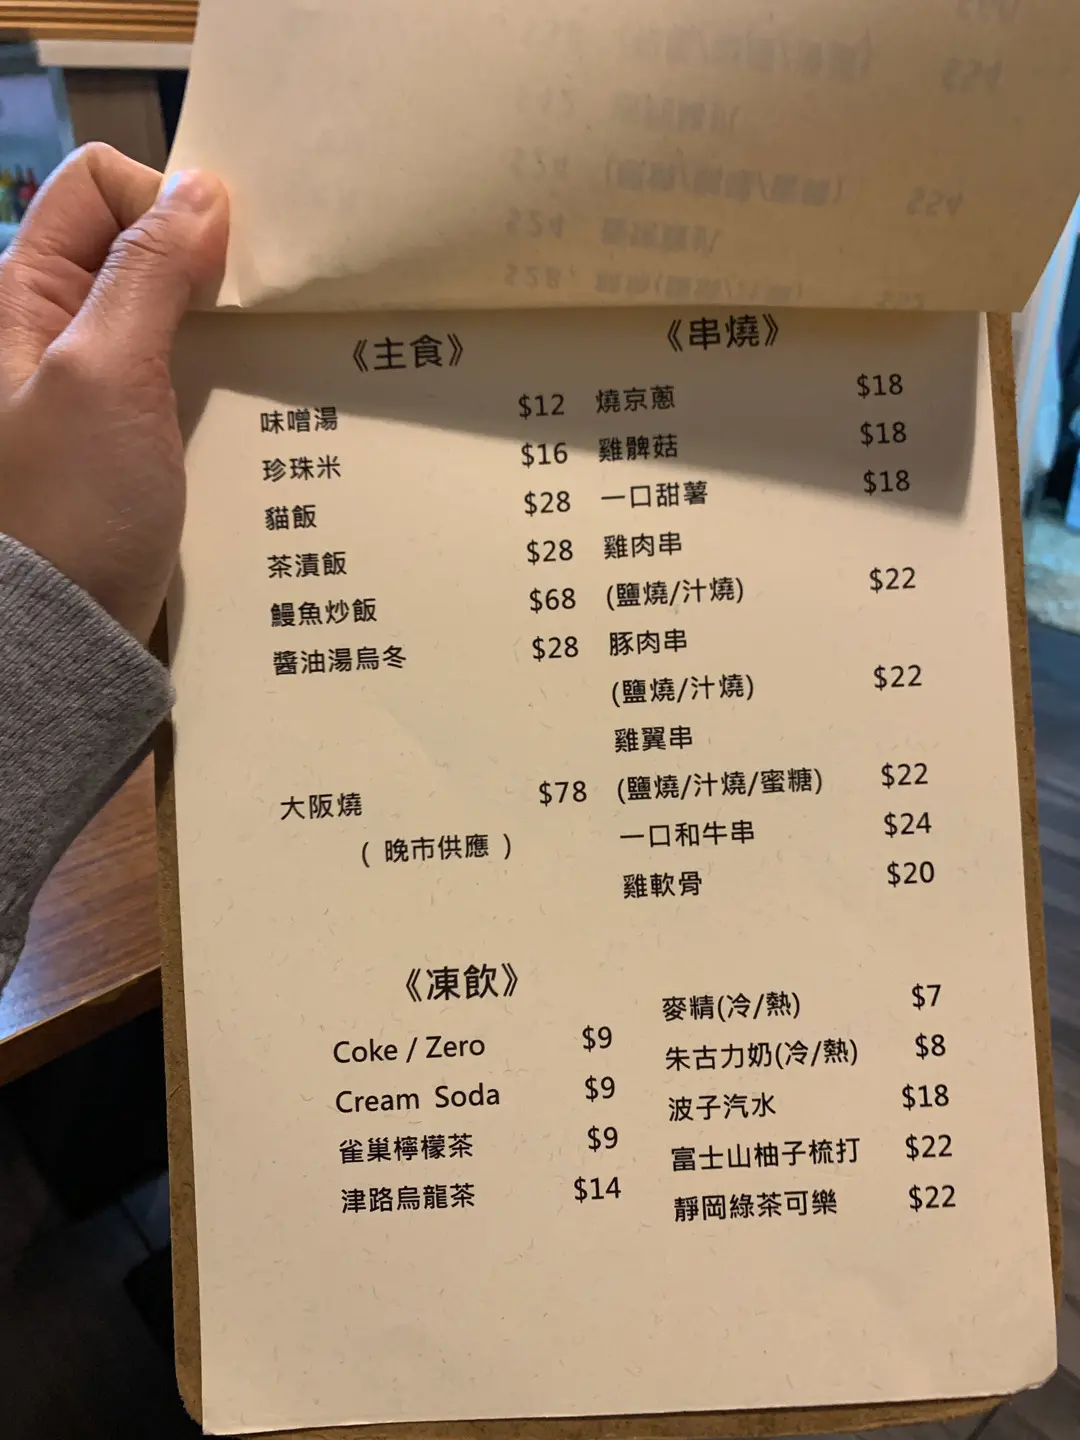 《主食》
味噌湯 $12
珍珠米 $16
貓飯 $28
茶漬飯 $28
鰻魚炒飯 $68
醬油湯烏冬 $28
大阪燒 $78
( 晚市供應 )
《串燒》
燒京蔥 $18
雞髀菇 $18
一口甜薯 $18
雞肉串
(鹽燒/汁燒) $22
豚肉串
(鹽燒/汁燒) $22
雞翼串
(鹽燒/汁燒/蜜糖) $22
一口和牛串 $24
雞軟骨 $20
《凍飲》
Coke / Zero $9
Cream Soda $9
雀巢檸檬茶 $9
津路烏龍茶 $14
麥精(冷/熱) $7
朱古力奶(冷/熱) $8
波子汽水 $18
富士山柚子梳打 $22
靜岡綠茶可樂 $22